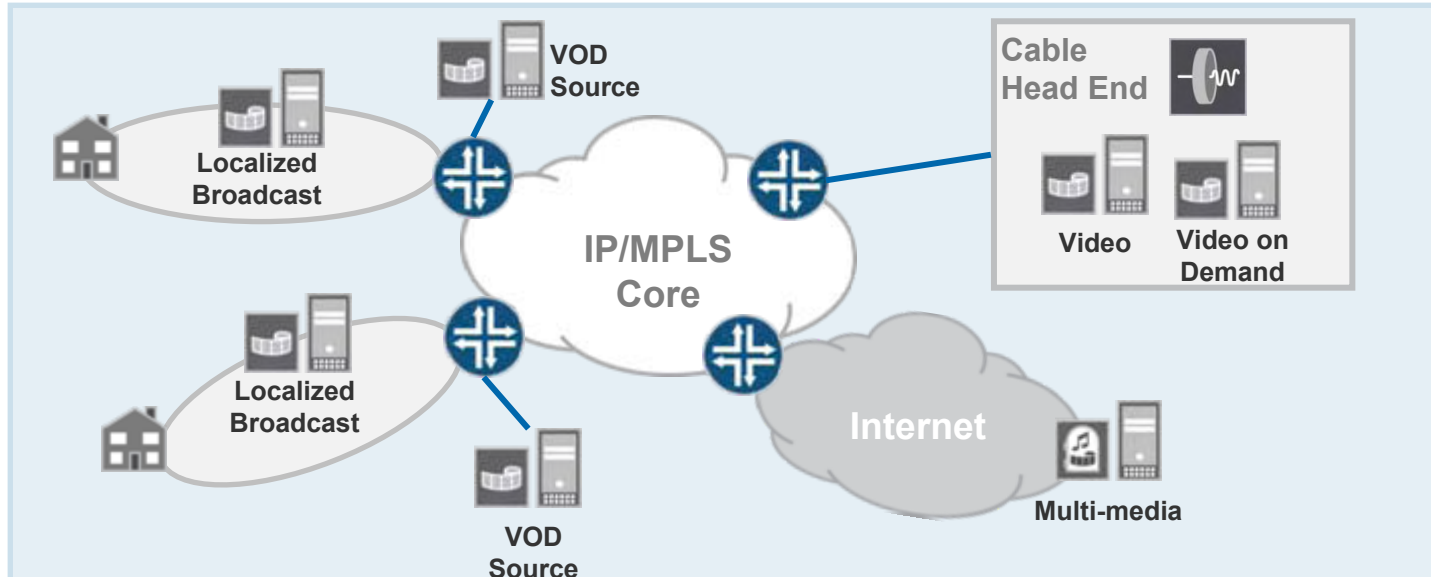 VOD
Source
Cable
Head End
Localized
Broadcast
Video
Video on
Demand
IP/MPLS
Core
Localized
Broadcast
Internet
Multi-media
VOD
Source